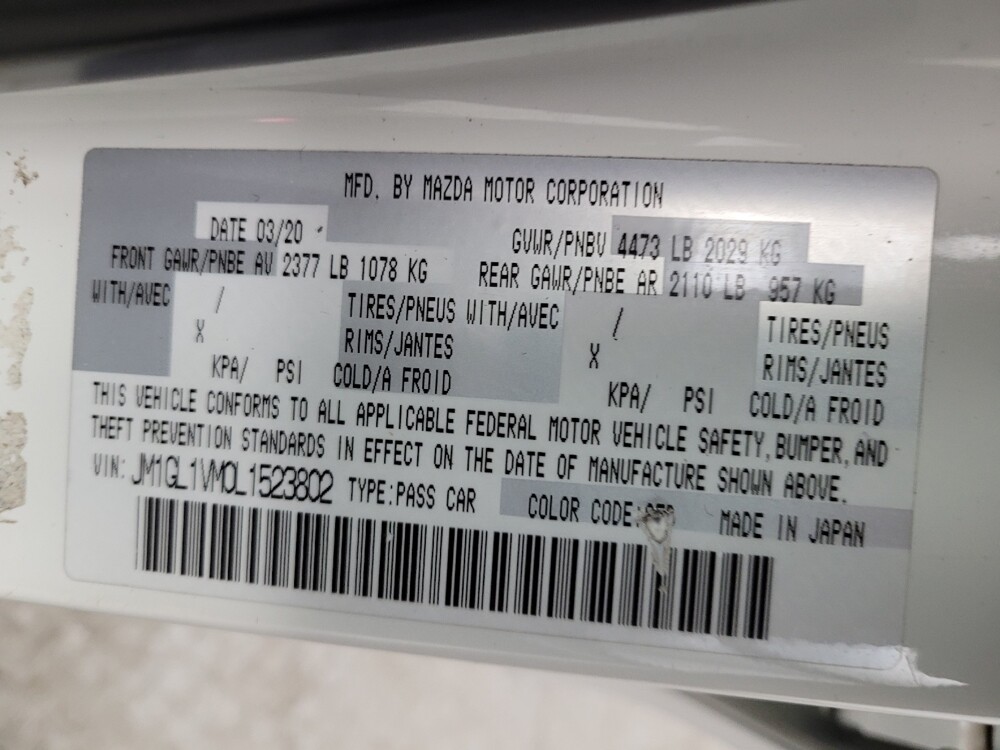 MFD. BY MAZDA MOTOR CORPORATION
DATE 03/20 GVWR/PNBV 4473 LB 2029 KG
FRONT GAWR/PNBE AV 2377 LB 1078 KG REAR GAWR/PNBE AR 2110 LB 957 KG
WITH/AVEC / TIRES/PNEUS WITH/AVEC / TIRES/PNEUS
X RIMS/JANTES X RIMS/JANTES
KPA/ PSI COLD/A FROID KPA/ PSI COLD/A FROID
THIS VEHICLE CONFORMS TO ALL APPLICABLE FEDERAL MOTOR VEHICLE SAFETY, BUMPER, AND
THEFT PREVENTION STANDARDS IN EFFECT ON THE DATE OF MANUFACTURE SHOWN ABOVE.
VIN: JM1GL1VM0L1523802 TYPE:PASS CAR COLOR CODE: MADE IN JAPAN